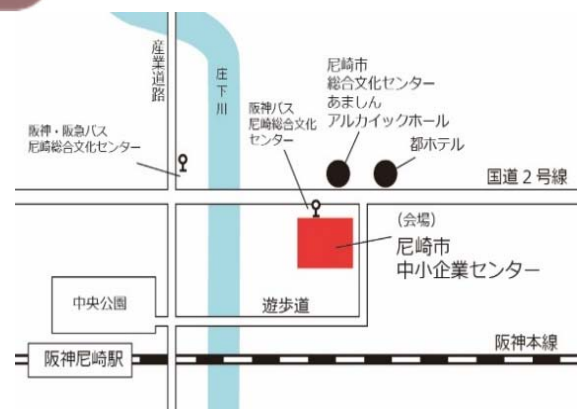 産業道路
庄下川
尼崎市
総合文化センター
あましん
アルカイックホール
阪神バス
尼崎総合文化
センター
阪神・阪急バス
尼崎総合文化センター
都ホテル
国道２号線
(会場)
尼崎市
中小企業センター
中央公園
遊歩道
阪神本線
阪神尼崎駅